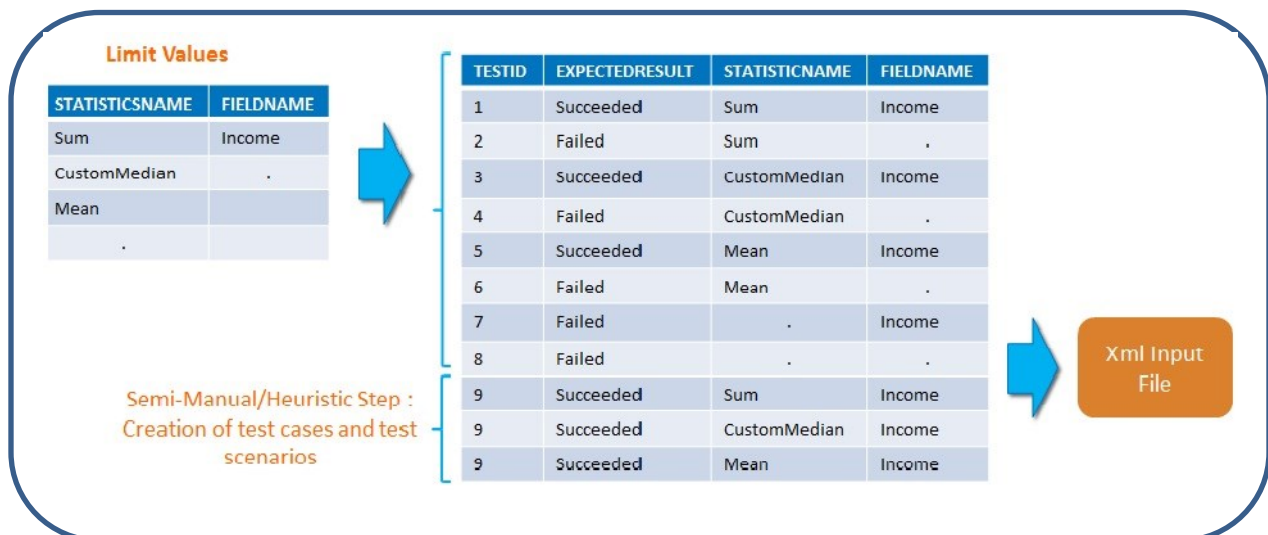 Limit Values
STATISTICSNAME FIELDNAME
Sum Income
CustomMedian .
Mean
.
TESTID EXPECTEDRESULT STATISTICNAME FIELDNAME
1 Succeeded Sum Income
2 Failed Sum .
3 Succeeded CustomMedian Income
4 Failed CustomMedian .
5 Succeeded Mean Income
6 Failed Mean .
7 Failed . Income
8 Failed . .
9 Succeeded Sum Income
9 Succeeded CustomMedian Income
9 Succeeded Mean Income
Semi-Manual/Heuristic Step :
Creation of test cases and test
scenarios
Xml Input
File